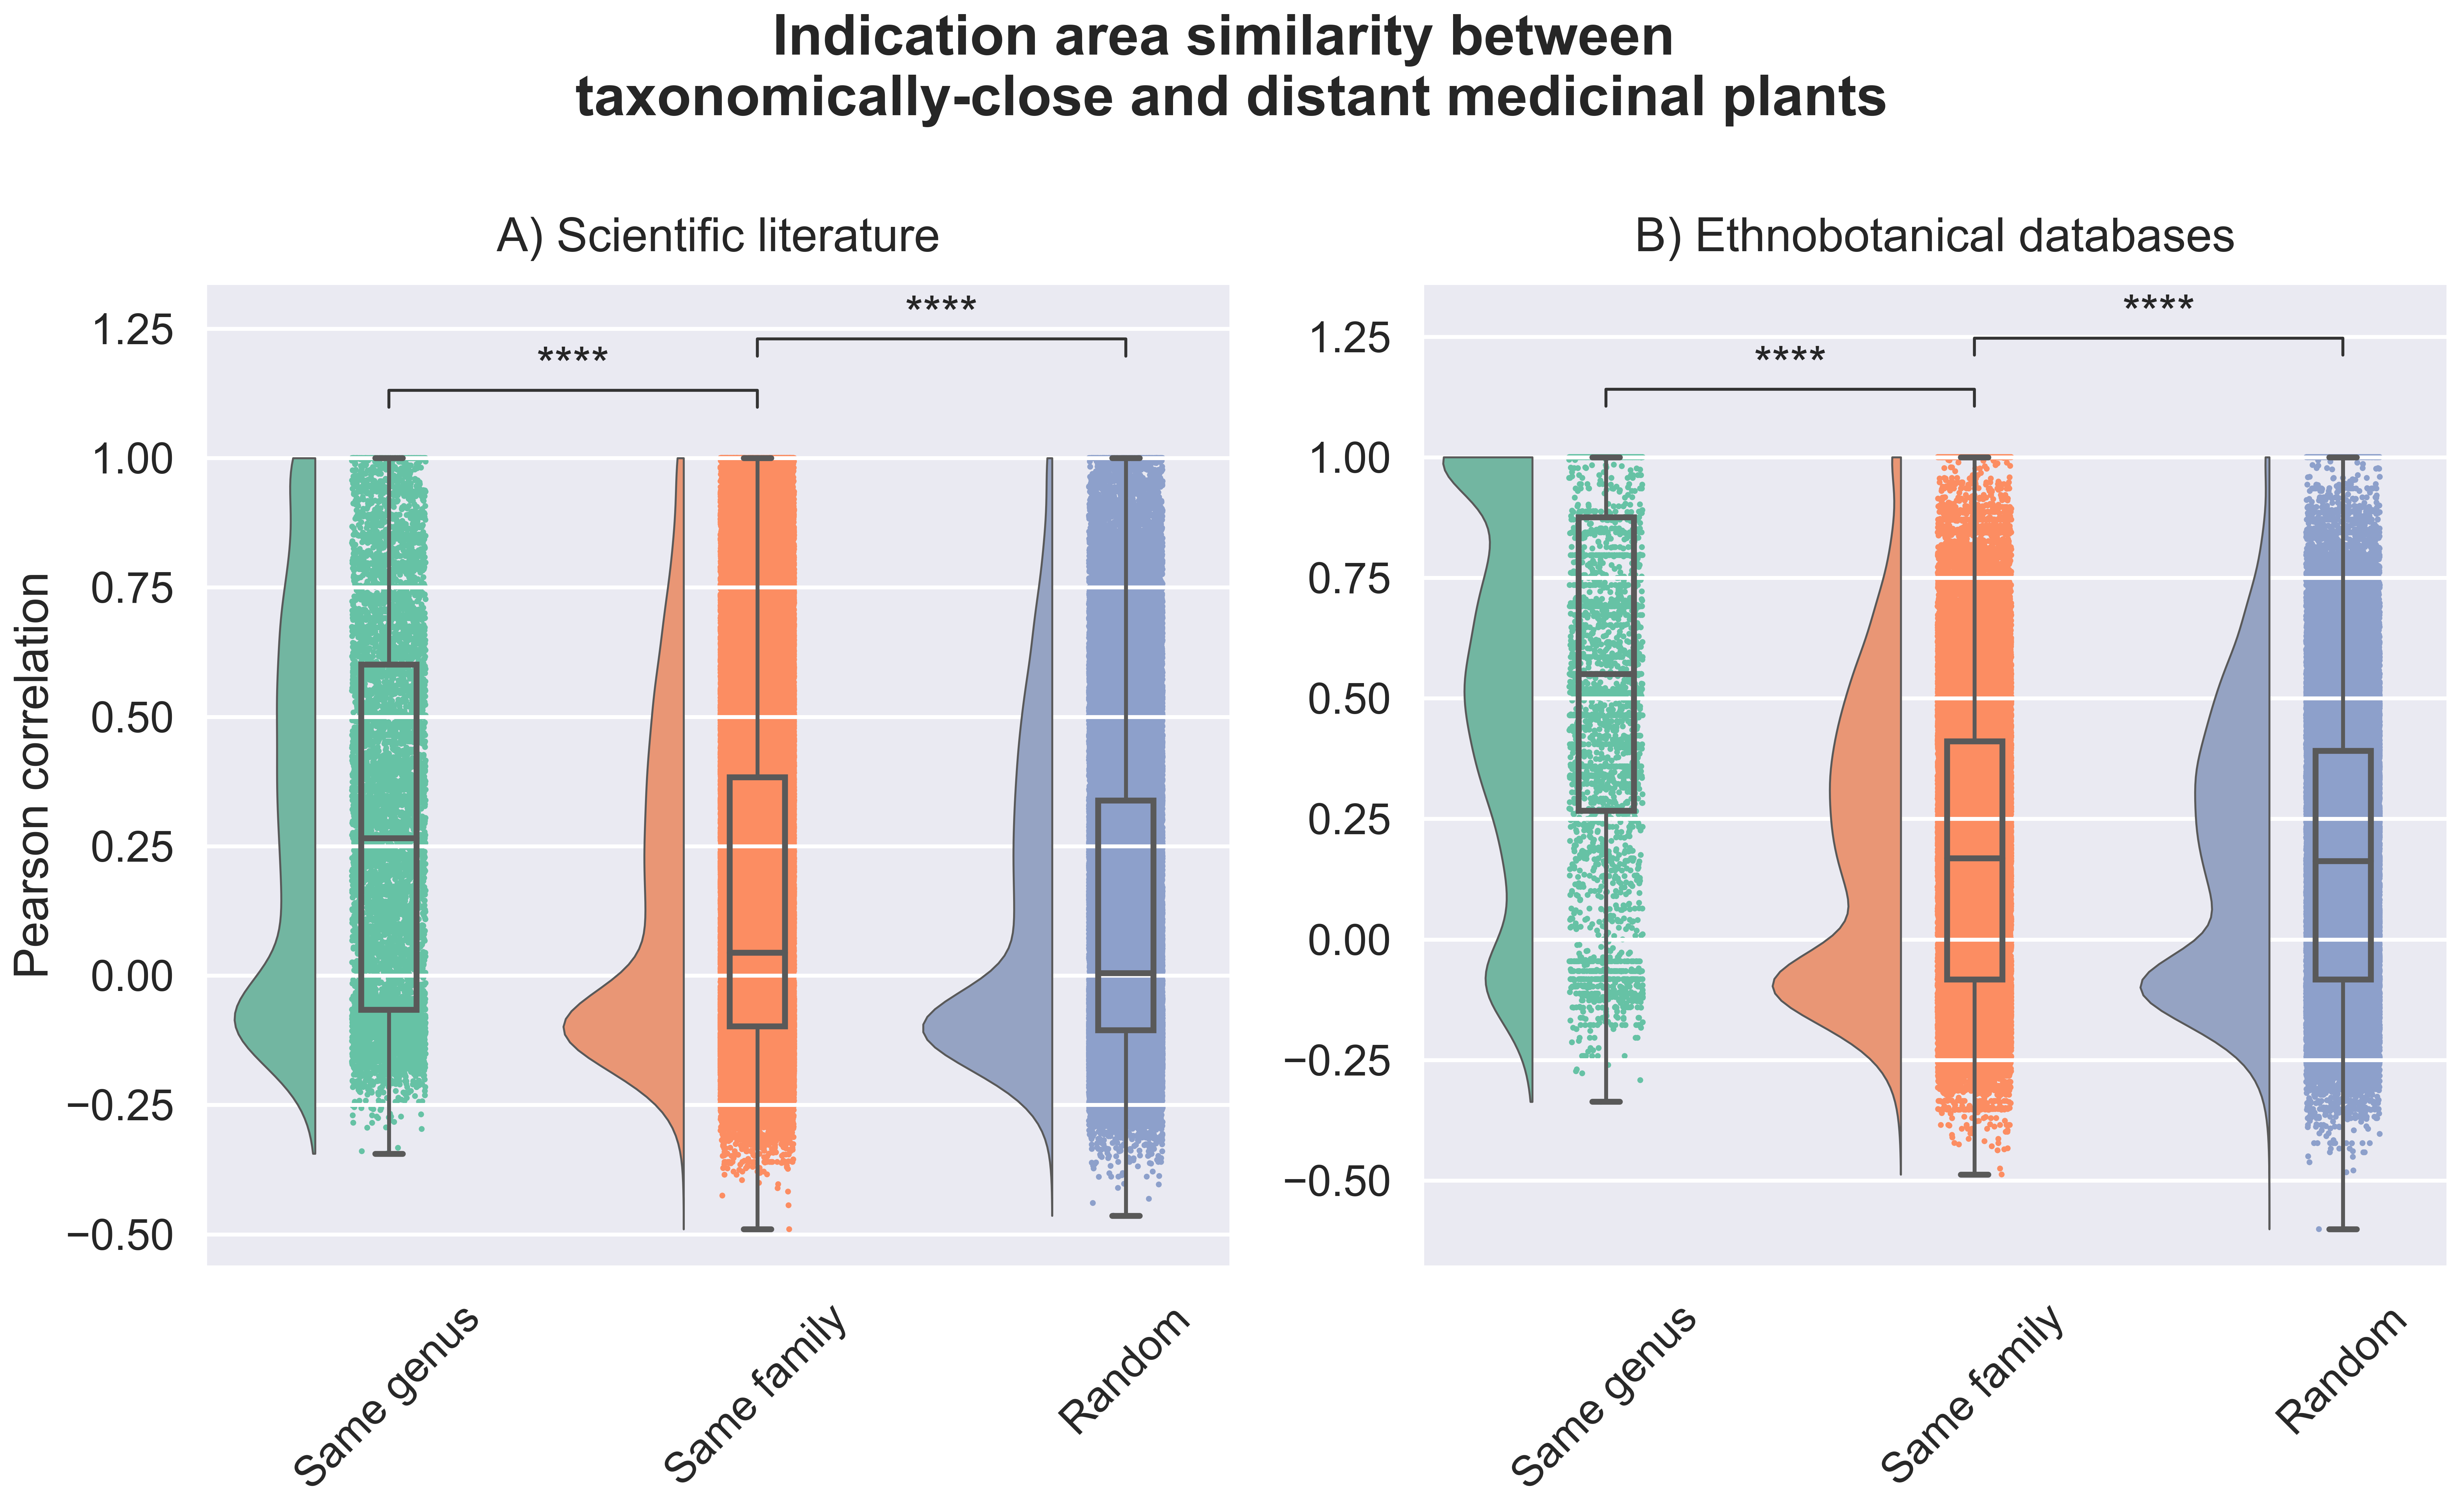 Indication area similarity between
taxonomically-close and distant medicinal plants
A) Scientific literature
1.25
1.00
0.75
0.50
0.25
0.00
−0.25
−0.50
Pearson correlation
****
****
Same genus
Same family
Random
B) Ethnobotanical databases
1.25
1.00
0.75
0.50
0.25
0.00
−0.25
−0.50
****
****
Same genus
Same family
Random